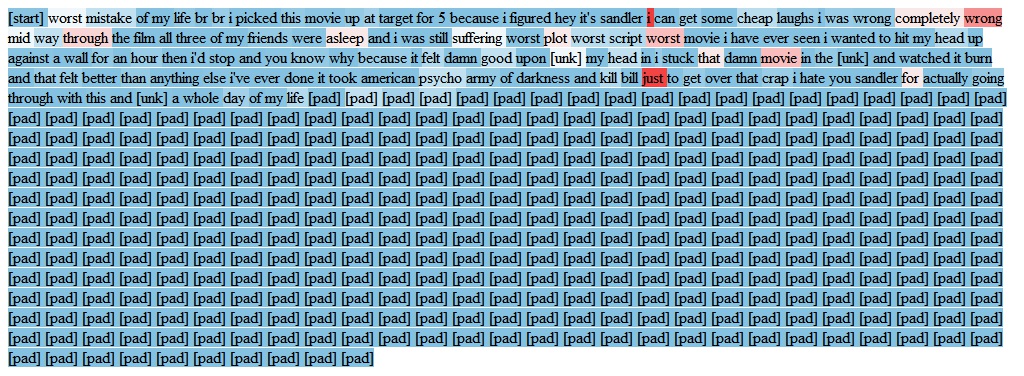 [start] worst mistake of my life br br i picked this movie up at target for 5 because i figured hey it's sandler i can get some cheap laughs i was wrong completely wrong
mid way through the film all three of my friends were asleep and i was still suffering worst plot worst script worst movie i have ever seen i wanted to hit my head up
against a wall for an hour then i'd stop and you know why because it felt damn good upon [unk] my head in i stuck that damn movie in the [unk] and watched it burn
and that felt better than anything else i've ever done it took american psycho army of darkness and kill bill just to get over that crap i hate you sandler for actually going
through with this and [unk] a whole day of my life [pad] [pad] [pad] [pad] [pad] [pad] [pad] [pad] [pad] [pad] [pad] [pad] [pad] [pad] [pad] [pad] [pad] [pad] [pad]
[pad] [pad] [pad] [pad] [pad] [pad] [pad] [pad] [pad] [pad] [pad] [pad] [pad] [pad] [pad] [pad] [pad] [pad] [pad] [pad] [pad] [pad] [pad] [pad] [pad] [pad] [pad]
[pad] [pad] [pad] [pad] [pad] [pad] [pad] [pad] [pad] [pad] [pad] [pad] [pad] [pad] [pad] [pad] [pad] [pad] [pad] [pad] [pad] [pad] [pad] [pad] [pad] [pad] [pad]
[pad] [pad] [pad] [pad] [pad] [pad] [pad] [pad] [pad] [pad] [pad] [pad] [pad] [pad] [pad] [pad] [pad] [pad] [pad] [pad] [pad] [pad] [pad] [pad] [pad] [pad] [pad]
[pad] [pad] [pad] [pad] [pad] [pad] [pad] [pad] [pad] [pad] [pad] [pad] [pad] [pad] [pad] [pad] [pad] [pad] [pad] [pad] [pad] [pad] [pad] [pad] [pad] [pad] [pad]
[pad] [pad] [pad] [pad] [pad] [pad] [pad] [pad] [pad] [pad] [pad] [pad] [pad] [pad] [pad] [pad] [pad] [pad] [pad] [pad] [pad] [pad] [pad] [pad] [pad] [pad] [pad]
[pad] [pad] [pad] [pad] [pad] [pad] [pad] [pad] [pad] [pad] [pad] [pad] [pad] [pad] [pad] [pad] [pad] [pad] [pad] [pad] [pad] [pad] [pad] [pad] [pad] [pad] [pad]
[pad] [pad] [pad] [pad] [pad] [pad] [pad] [pad] [pad] [pad] [pad] [pad] [pad] [pad] [pad] [pad] [pad] [pad] [pad] [pad] [pad] [pad] [pad] [pad] [pad] [pad] [pad]
[pad] [pad] [pad] [pad] [pad] [pad] [pad] [pad] [pad] [pad] [pad] [pad] [pad] [pad] [pad] [pad] [pad] [pad] [pad] [pad] [pad] [pad] [pad] [pad] [pad] [pad] [pad]
[pad] [pad] [pad] [pad] [pad] [pad] [pad] [pad] [pad] [pad] [pad] [pad] [pad] [pad] [pad] [pad] [pad] [pad] [pad] [pad] [pad] [pad] [pad] [pad] [pad] [pad] [pad]
[pad] [pad] [pad] [pad] [pad] [pad] [pad] [pad] [pad] [pad] [pad] [pad] [pad] [pad] [pad] [pad] [pad] [pad] [pad] [pad] [pad] [pad] [pad] [pad] [pad] [pad] [pad]
[pad] [pad] [pad] [pad] [pad] [pad] [pad] [pad] [pad] [pad] [pad] [pad] [pad] [pad] [pad] [pad] [pad] [pad] [pad] [pad] [pad] [pad] [pad] [pad] [pad] [pad] [pad]
[pad] [pad] [pad] [pad] [pad] [pad] [pad] [pad] [pad] [pad] [pad] [pad] [pad] [pad] [pad] [pad] [pad] [pad] [pad] [pad] [pad] [pad] [pad] [pad] [pad] [pad] [pad]
[pad] [pad] [pad] [pad] [pad] [pad] [pad] [pad] [pad] [pad]